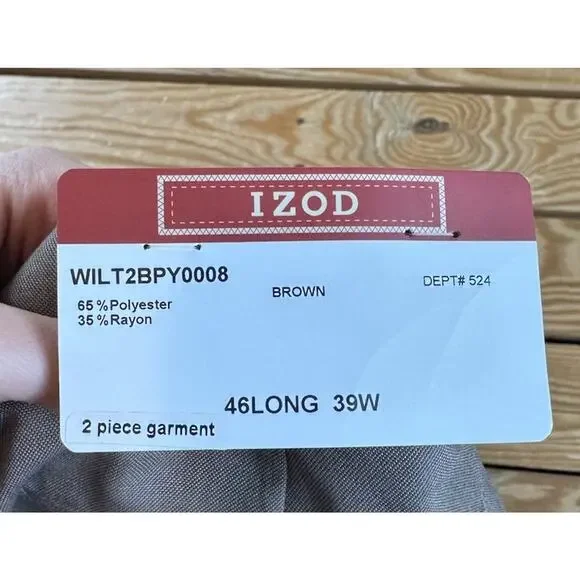 IZOD
WILT2BPY0008
65%Polyester
35%Rayon
BROWN
DEPT# 524
46LONG 39W
2 piece garment